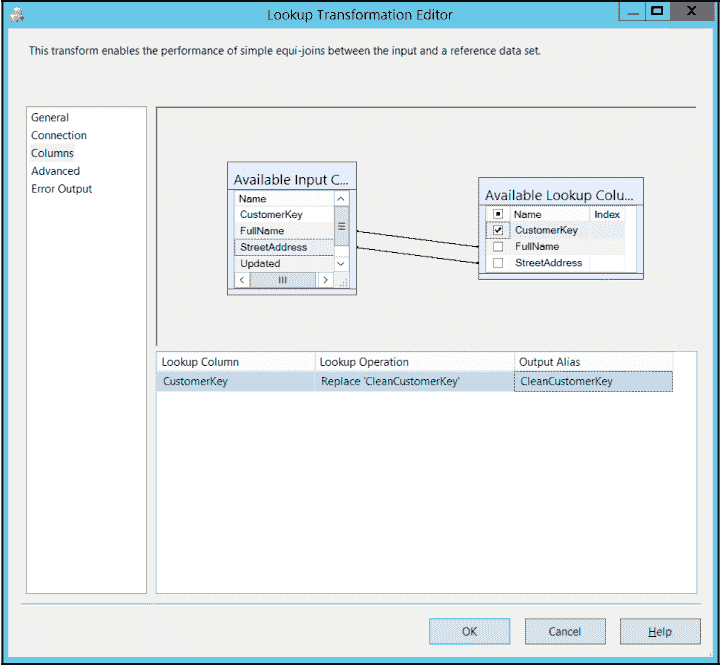 Lookup Transformation Editor
This transform enables the performance of simple equi-joins between the input and a reference data set.
General
Connection
Columns
Advanced
Error Output
Available Input C...
Name
CustomerKey
FullName
StreetAddress
Updated
Available Lookup Colu...
Name Index
CustomerKey
FullName
StreetAddress
Lookup Column Lookup Operation Output Alias
CustomerKey Replace 'CleanCustomerKey' CleanCustomerKey
OK Cancel Help